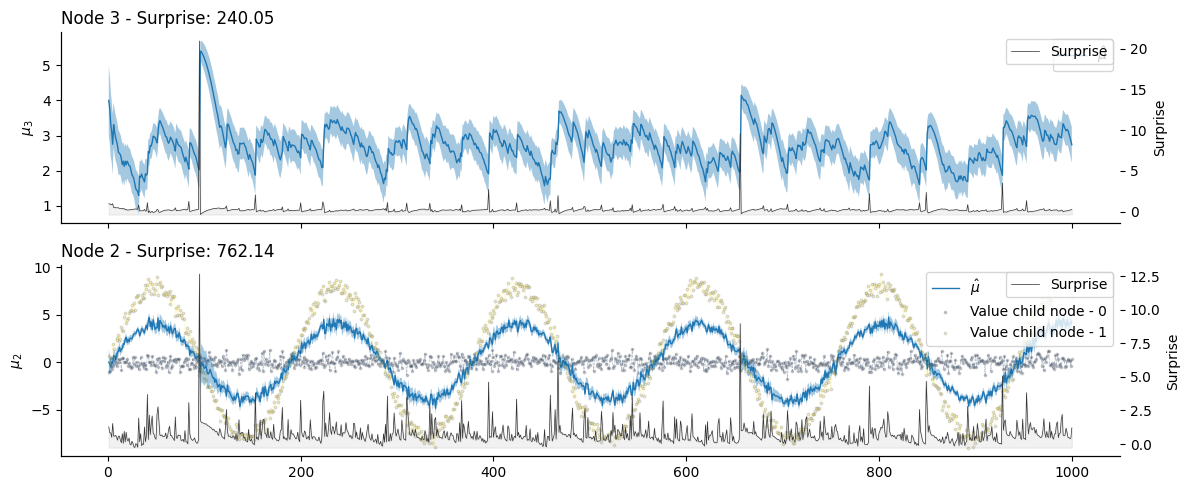 Node 3 - Surprise: 240.05
5
4
3
2
1
μ₃
20
15
10
5
0
Surprise
Surprise
Node 2 - Surprise: 762.14
10
5
0
−5
μ₂
12.5
10.0
7.5
5.0
2.5
0.0
Surprise
μ̂
Value child node - 0
Value child node - 1
Surprise
0
200
400
600
800
1000